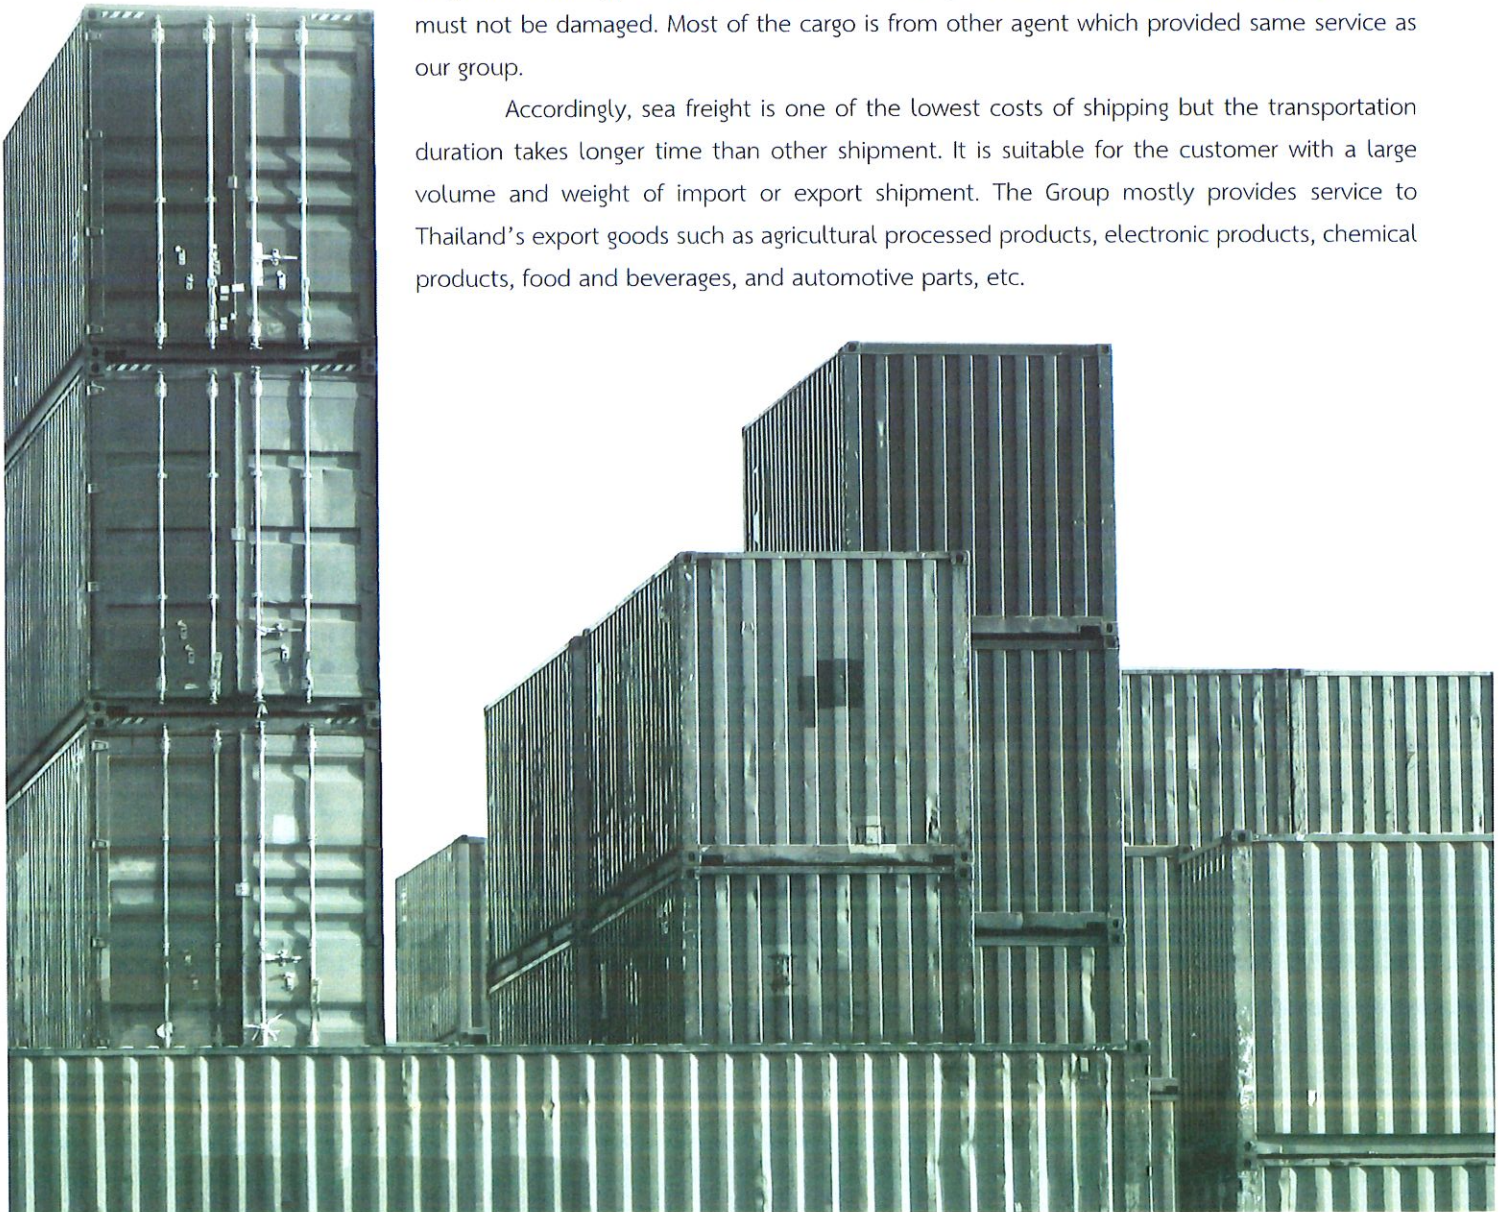 must not be damaged. Most of the cargo is from other agent which provided same service as
our group.
Accordingly, sea freight is one of the lowest costs of shipping but the transportation
duration takes longer time than other shipment. It is suitable for the customer with a large
volume and weight of import or export shipment. The Group mostly provides service to
Thailand's export goods such as agricultural processed products, electronic products, chemical
products, food and beverages, and automotive parts, etc.